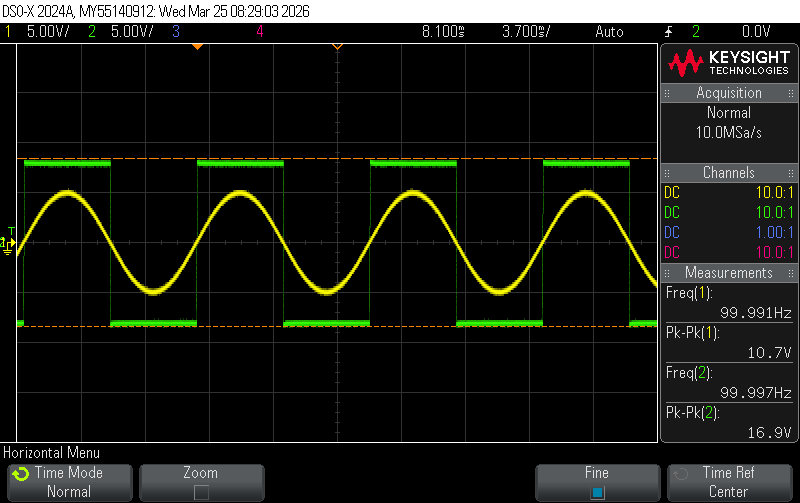 DSO-X 2024A, MY55140912: Wed Mar 25 08:29:03 2026
1 5.00V/ 2 5.00V/ 3 4 8.100s 3.700s/ Auto 2 0.0V
KEYSIGHT
TECHNOLOGIES
Acquisition
Normal
10.0MSa/s
Channels
DC 10.0:1
DC 10.0:1
DC 1.00:1
DC 10.0:1
Measurements
Freq(1):
99.991Hz
Pk-Pk(1):
10.7V
Freq(2):
99.997Hz
Pk-Pk(2):
16.9V
T
Horizontal Menu
Time Mode
Normal
Zoom
Fine
Time Ref
Center